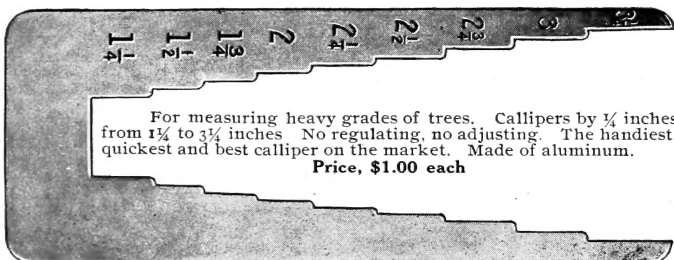 1¼ 1½ 1¾ 2 2¼ 2½ 2¾ 3 3¼
For measuring heavy grades of trees. Callipers by ¼ inches
from 1¼ to 3¼ inches No regulating, no adjusting. The handiest
quickest and best calliper on the market. Made of aluminum.
Price, $1.00 each